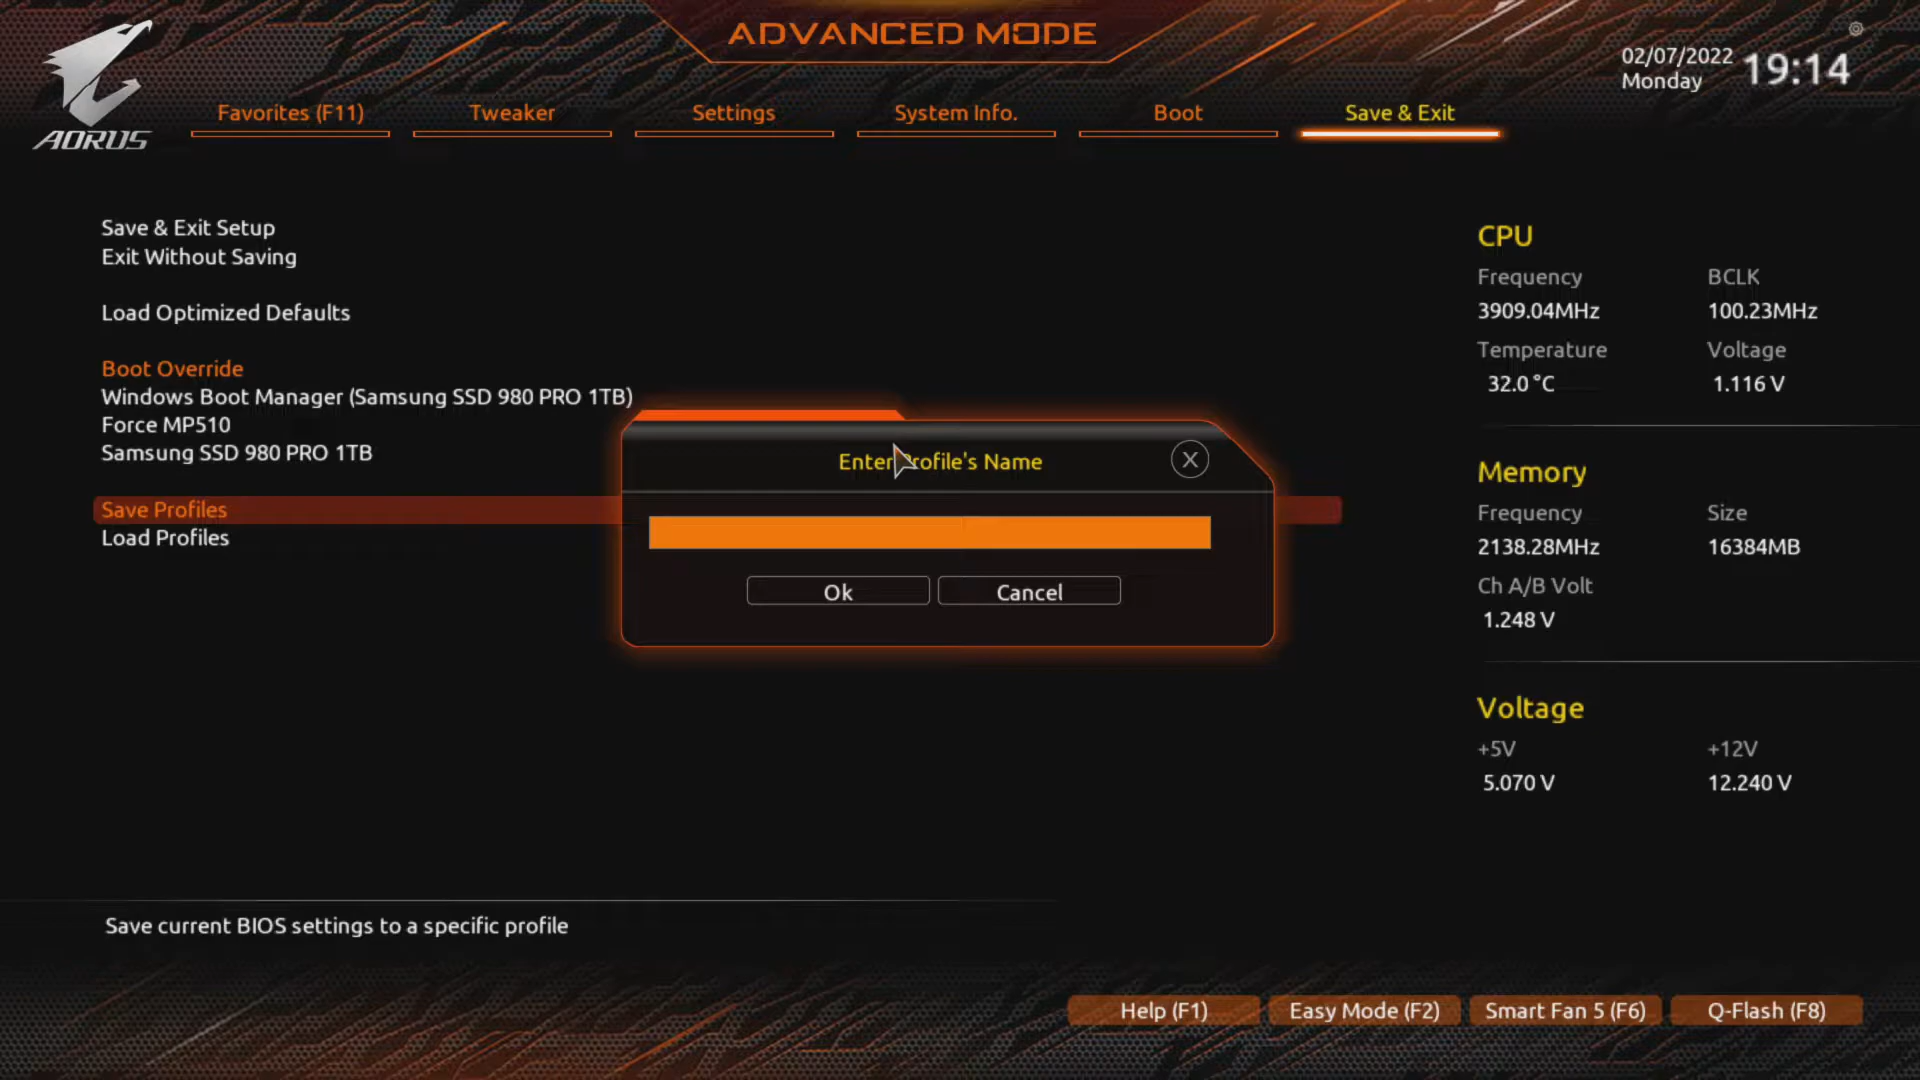 ADVANCED MODE
02/07/2022
Monday
19:14
AORUS
Favorites (F11)
Tweaker
Settings
System Info.
Boot
Save & Exit
Save & Exit Setup
Exit Without Saving
Load Optimized Defaults
Boot Override
Windows Boot Manager (Samsung SSD 980 PRO 1TB)
Force MP510
Samsung SSD 980 PRO 1TB
Save Profiles
Load Profiles
Enter Profile's Name
X
Ok
Cancel
CPU
Frequency
BCLK
3909.04MHz
100.23MHz
Temperature
Voltage
32.0 °C
1.116 V
Memory
Frequency
Size
2138.28MHz
16384MB
Ch A/B Volt
1.248 V
Voltage
+5V
+12V
5.070 V
12.240 V
Save current BIOS settings to a specific profile
Help (F1)
Easy Mode (F2)
Smart Fan 5 (F6)
Q-Flash (F8)